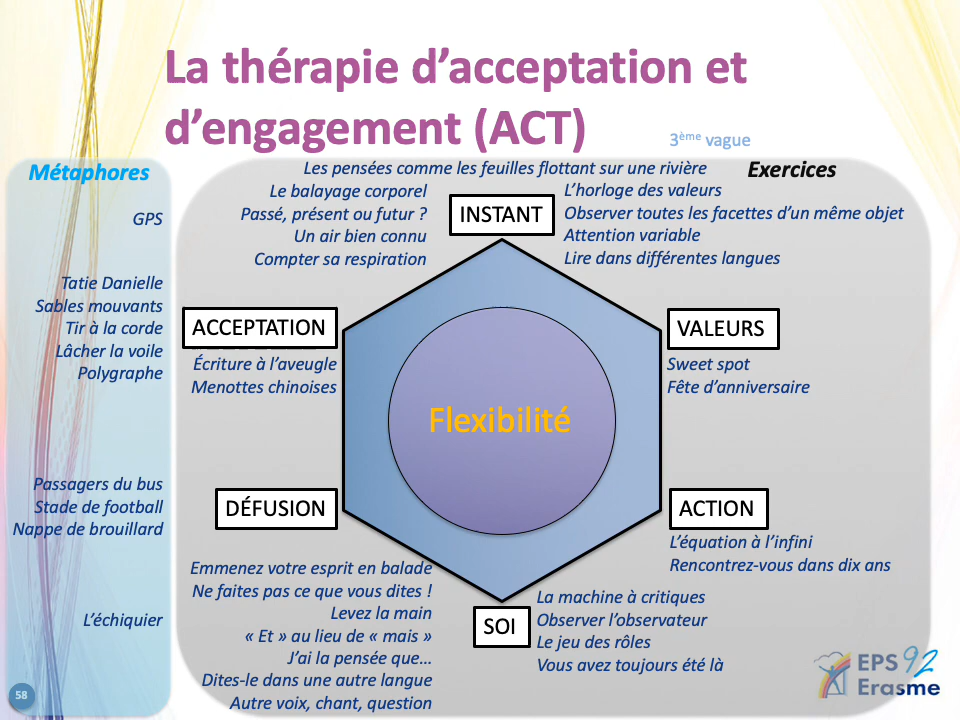 La thérapie d’acceptation et
d’engagement (ACT)
3ème vague
Métaphores
GPS
Tatie Danielle
Sables mouvants
Tir à la corde
Lâcher la voile
Polygraphe
Passagers du bus
Stade de football
Nappe de brouillard
L’échiquier
Exercices
Les pensées comme les feuilles flottant sur une rivière
Le balayage corporel
Passé, présent ou futur ?
Un air bien connu
Compter sa respiration
INSTANT
L’horloge des valeurs
Observer toutes les facettes d’un même objet
Attention variable
Lire dans différentes langues
ACCEPTATION
Écriture à l’aveugle
Menottes chinoises
VALEURS
Sweet spot
Fête d’anniversaire
Flexibilité
DÉFUSION
Emmenez votre esprit en balade
Ne faites pas ce que vous dites !
Levez la main
« Et » au lieu de « mais »
J’ai la pensée que…
Dites-le dans une autre langue
Autre voix, chant, question
ACTION
L’équation à l’infini
Rencontrez-vous dans dix ans
SOI
La machine à critiques
Observer l’observateur
Le jeu des rôles
Vous avez toujours été là
58
EPS 92
Erasme